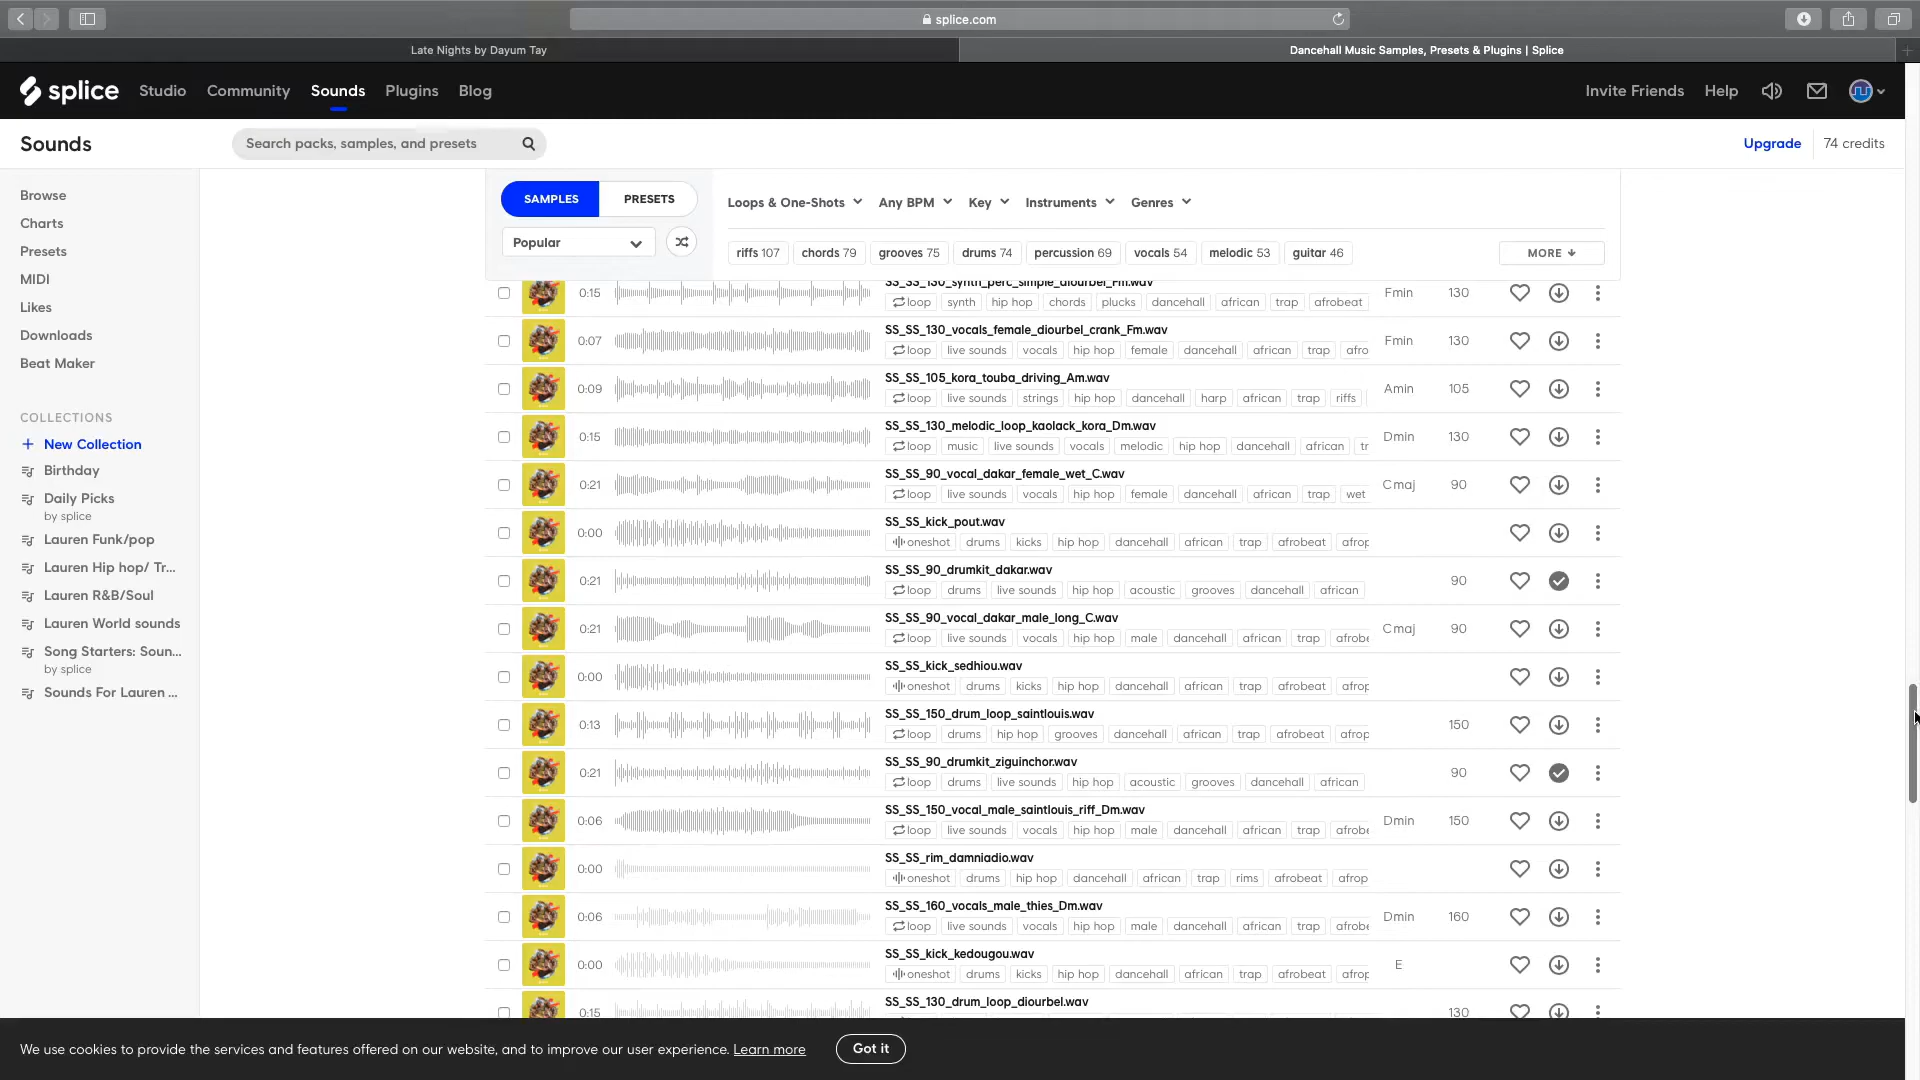 splice.com
Late Nights by Dayum Tay
Dancehall Music Samples, Presets & Plugins | Splice
splice Studio Community Sounds Plugins Blog Invite Friends Help
Sounds Search packs, samples, and presets Upgrade 74 credits
Browse
Charts
Presets
MIDI
Likes
Downloads
Beat Maker
COLLECTIONS
New Collection
Birthday
Daily Picks
by splice
Lauren Funk/pop
Lauren Hip hop/ Tr...
Lauren R&B/Soul
Lauren World sounds
Song Starters: Soun...
by splice
Sounds For Lauren ...
SAMPLES PRESETS
Popular
Loops & One-Shots Any BPM Key Instruments Genres
riffs 107 chords 79 grooves 75 drums 74 percussion 69 vocals 54 melodic 53 guitar 46 MORE
SS_SS_130_synth_perc_simple_diourbel_Fm.wav
0:15 loop synth hip hop chords plucks dancehall african trap afrobeat Fmin 130
SS_SS_130_vocals_female_diourbel_crank_Fm.wav
0:07 loop live sounds vocals hip hop female dancehall african trap afro Fmin 130
SS_SS_105_kora_touba_driving_Am.wav
0:09 loop live sounds strings hip hop dancehall harp african trap riffs Amin 105
SS_SS_130_melodic_loop_kaolack_kora_Dm.wav
0:15 loop music live sounds vocals melodic hip hop dancehall african tr Dmin 130
SS_SS_90_vocal_dakar_female_wet_C.wav
0:21 loop live sounds vocals hip hop female dancehall african trap wet Cmaj 90
SS_SS_kick_pout.wav
0:00 oneshot drums kicks hip hop dancehall african trap afrobeat afrop
SS_SS_90_drumkit_dakar.wav
0:21 loop drums live sounds hip hop acoustic grooves dancehall african 90
SS_SS_90_vocal_dakar_male_long_C.wav
0:21 loop live sounds vocals hip hop male dancehall african trap afrobe Cmaj 90
SS_SS_kick_sedhiou.wav
0:00 oneshot drums kicks hip hop dancehall african trap afrobeat afrop
SS_SS_150_drum_loop_saintlouis.wav
0:13 loop drums hip hop grooves dancehall african trap afrobeat afrop 150
SS_SS_90_drumkit_ziguinchor.wav
0:21 loop drums live sounds hip hop acoustic grooves dancehall african 90
SS_SS_150_vocal_male_saintlouis_riff_Dm.wav
0:06 loop live sounds vocals hip hop male dancehall african trap afrobe Dmin 150
SS_SS_rim_damniadio.wav
0:00 oneshot drums hip hop dancehall african trap rims afrobeat afrop
SS_SS_160_vocals_male_thies_Dm.wav
0:06 loop live sounds vocals hip hop male dancehall african trap afrobe Dmin 160
SS_SS_kick_kedougou.wav
0:00 oneshot drums kicks hip hop dancehall african trap afrobeat afrop E
SS_SS_130_drum_loop_diourbel.wav
0:15 130
We use cookies to provide the services and features offered on our website, and to improve our user experience. Learn more Got it